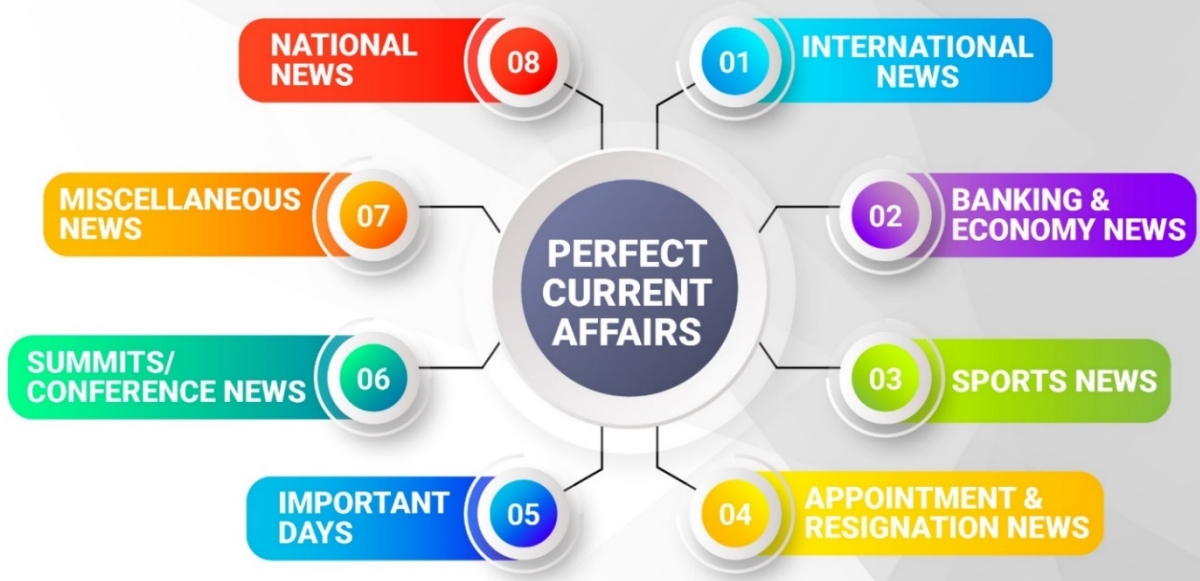 NATIONAL
NEWS
08
01
INTERNATIONAL
NEWS
MISCELLANEOUS
NEWS
07
02
BANKING &
ECONOMY NEWS
PERFECT
CURRENT
AFFAIRS
SUMMITS/
CONFERENCE NEWS
06
03
SPORTS NEWS
IMPORTANT
DAYS
05
04
APPOINTMENT &
RESIGNATION NEWS